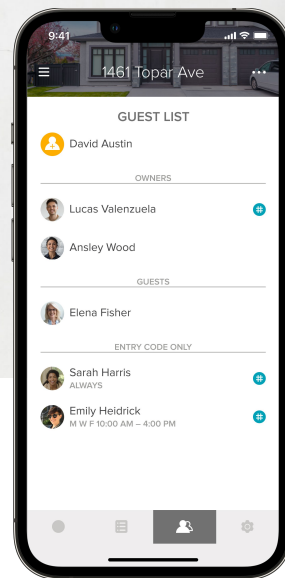 9:41
1461 Topar Ave
GUEST LIST
David Austin
OWNERS
Lucas Valenzuela
#
Ansley Wood
GUESTS
Elena Fisher
ENTRY CODE ONLY
Sarah Harris
#
ALWAYS
Emily Heidrick
#
M W F 10:00 AM – 4:00 PM